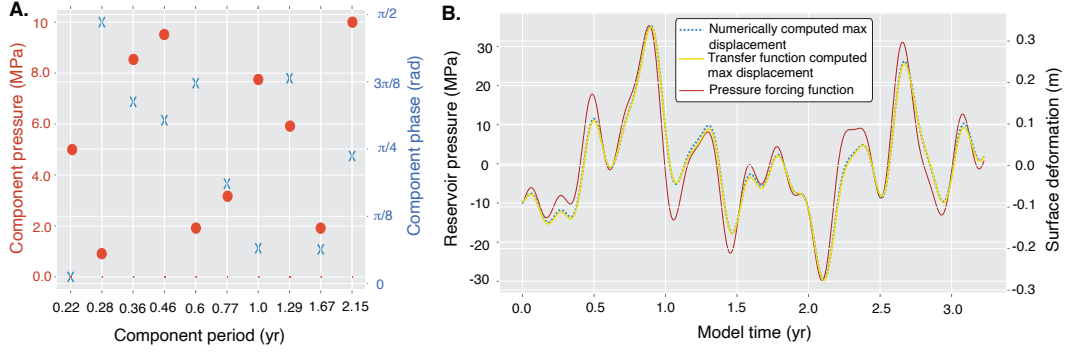 A.
Component pressure (MPa)
10
8.0
6.0
4.0
2.0
0.0
π/2
3π/8
π/4
π/8
0
Component phase (rad)
0.22 0.28 0.36 0.46 0.6 0.77 1.0 1.29 1.67 2.15
Component period (yr)
B.
Reservoir pressure (MPa)
30
20
10
0
-10
-20
-30
Numerically computed max
displacement
Transfer function computed
max displacement
Pressure forcing function
0.3
0.2
0.1
0.0
-0.1
-0.2
-0.3
Surface deformation (m)
0.0 0.5 1.0 1.5 2.0 2.5 3.0
Model time (yr)